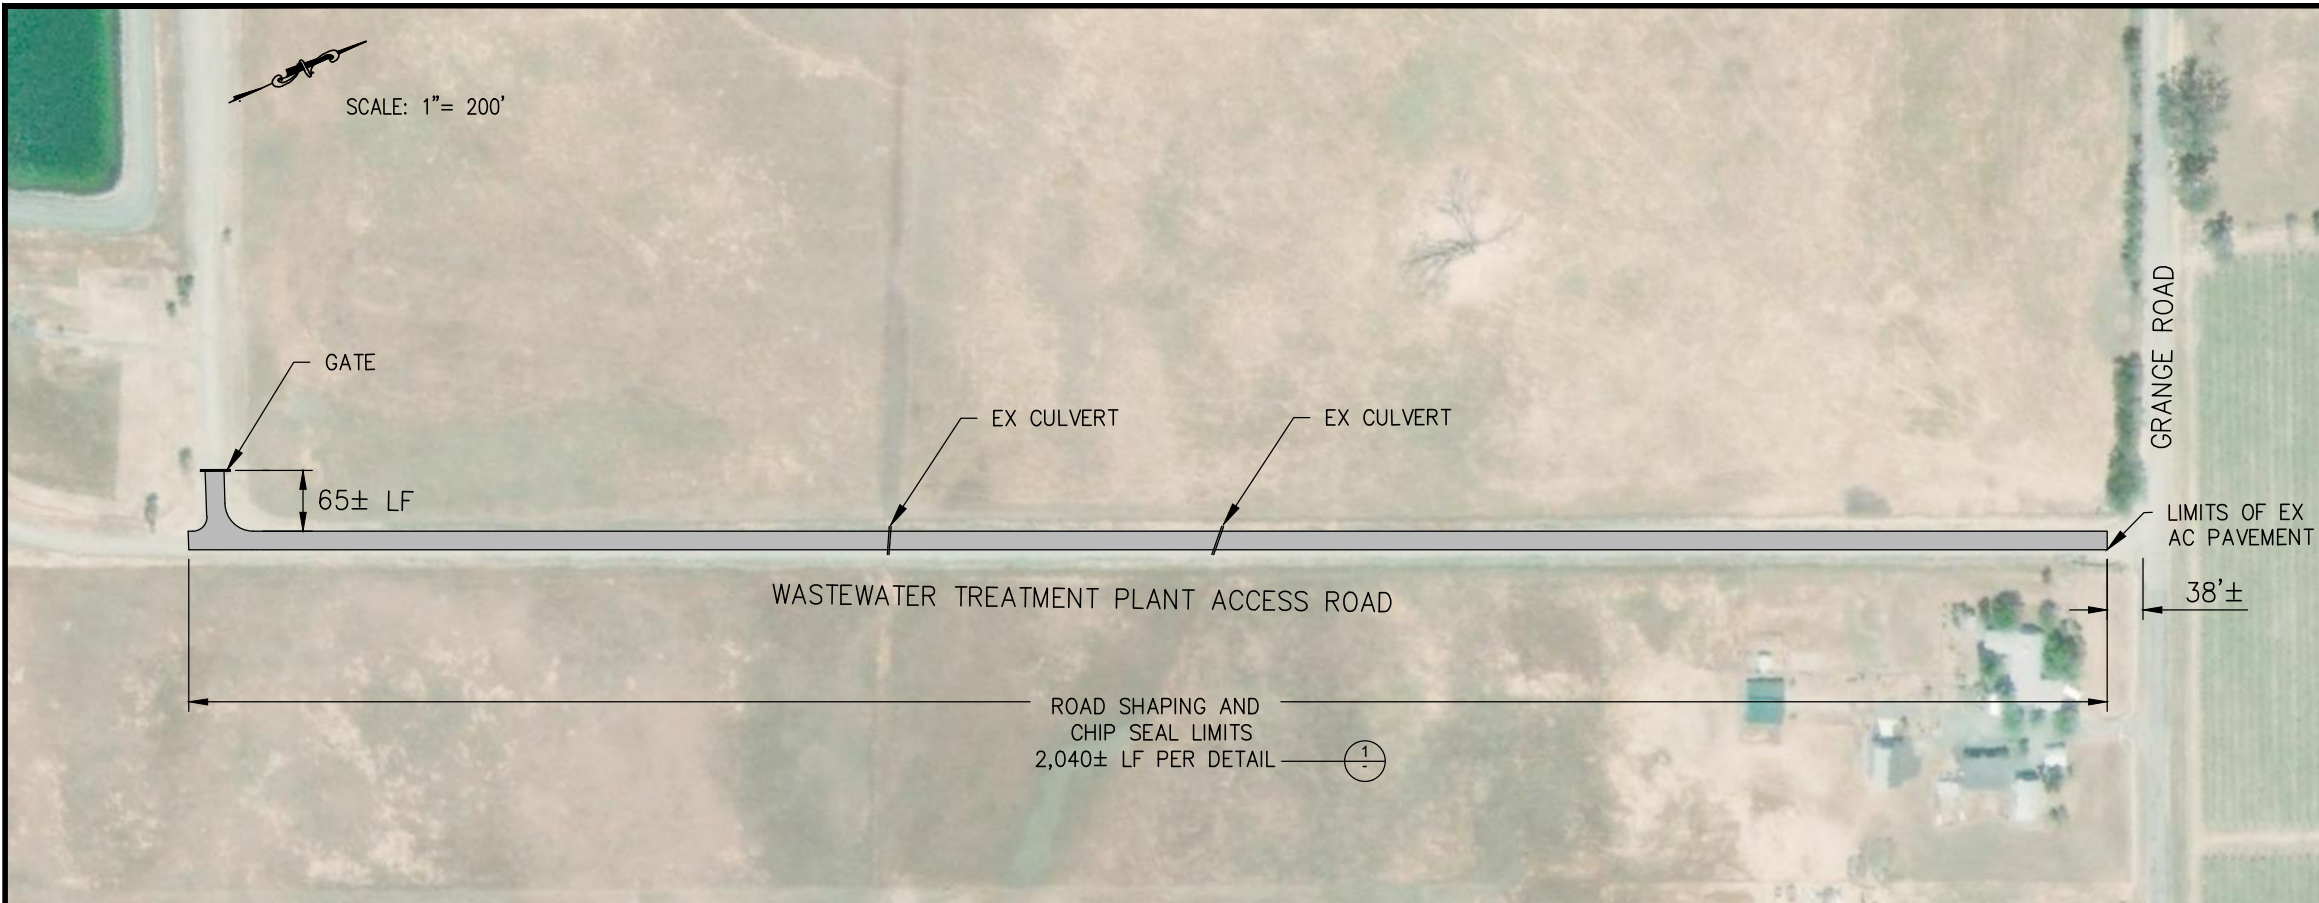 SCALE: 1"= 200'
GATE
65± LF
EX CULVERT
EX CULVERT
GRANGE ROAD
LIMITS OF EX
AC PAVEMENT
38'±
WASTEWATER TREATMENT PLANT ACCESS ROAD
ROAD SHAPING AND
CHIP SEAL LIMITS
2,040± LF PER DETAIL
1
-